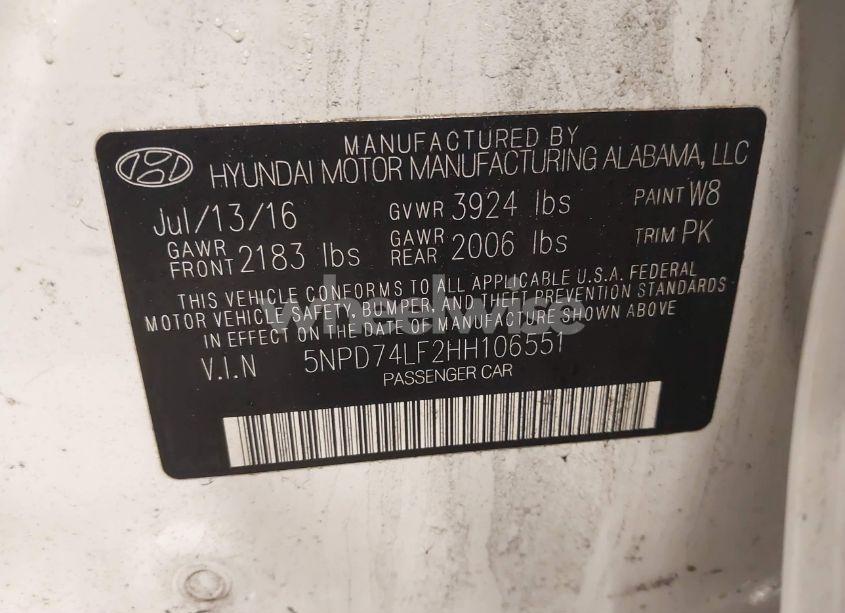 MANUFACTURED BY
HYUNDAI MOTOR MANUFACTURING ALABAMA, LLC
Jul/13/16 GVWR 3924 lbs PAINT W8
GAWR FRONT 2183 lbs GAWR REAR 2006 lbs TRIM PK
THIS VEHICLE CONFORMS TO ALL APPLICABLE U.S.A. FEDERAL
MOTOR VEHICLE SAFETY, BUMPER, AND THEFT PREVENTION STANDARDS
IN EFFECT ON THE DATE OF MANUFACTURE SHOWN ABOVE
V.I.N 5NPD74LF2HH106551
PASSENGER CAR
wheelwise